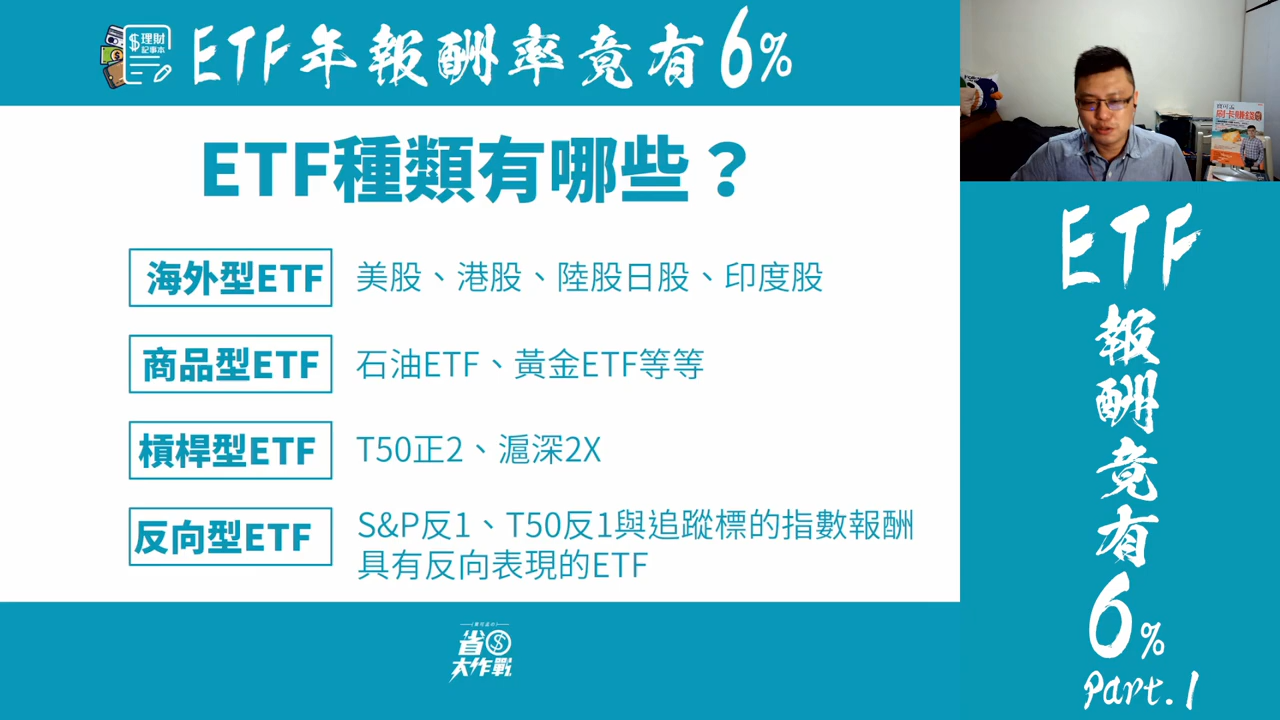 $理財
記事本
ETF年報酬率竟有6%
ETF種類有哪些？
海外型ETF
美股、港股、陸股日股、印度股
商品型ETF
石油ETF、黃金ETF等等
槓桿型ETF
T50正2、滬深2X
反向型ETF
S&P反1、T50反1與追蹤標的指數報酬
具有反向表現的ETF
省$
大作戰
刷卡賺錢
ETF
報
酬
竟
有
6%
Part.1